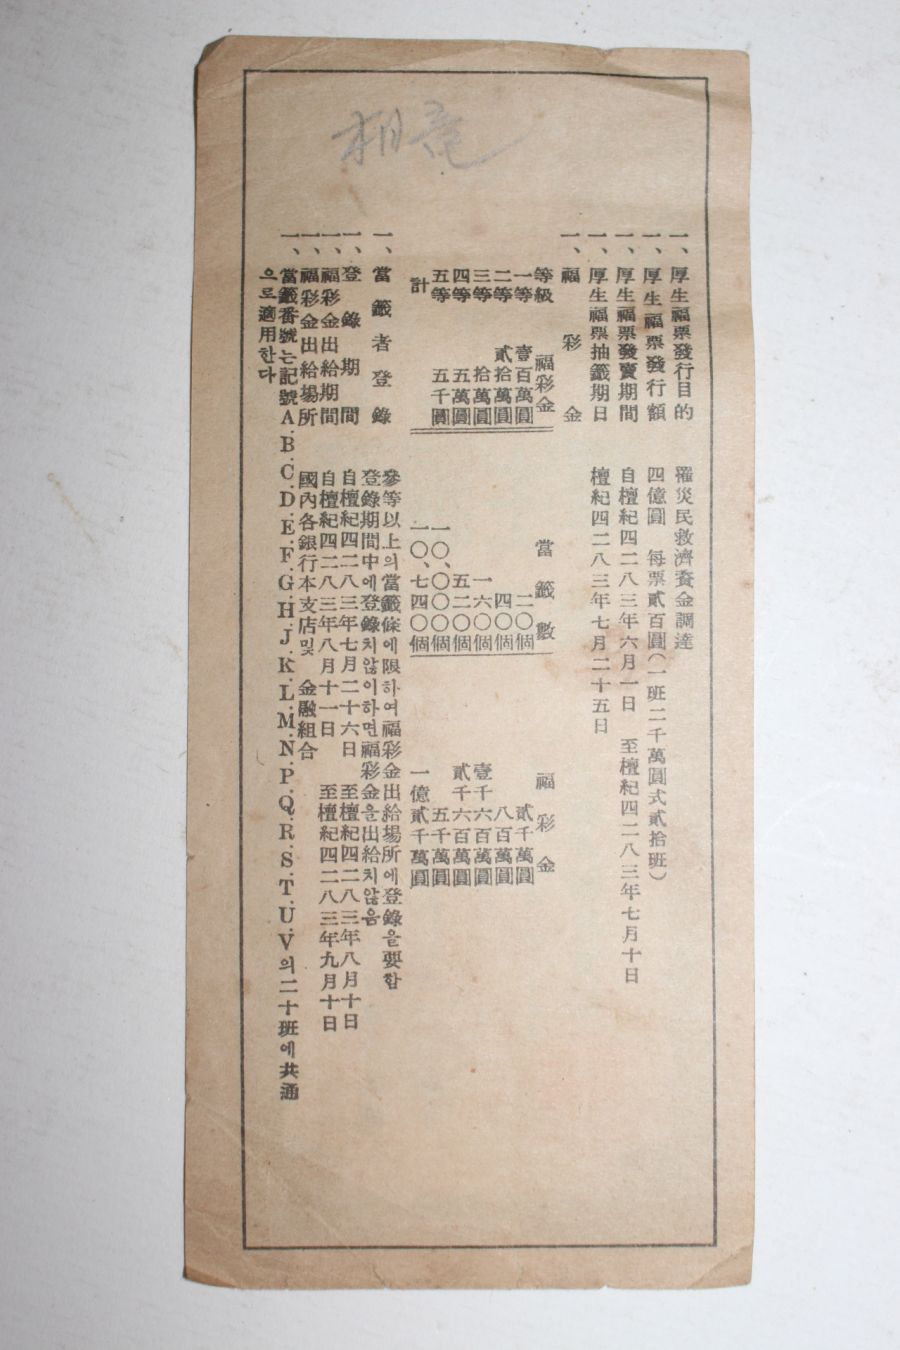 相竜
一、厚生福票發行目的 罹災民救濟資金調達
一、厚生福票發行額 四億圓 每票貳百圓(一班二千萬圓式貳拾班)
一、厚生福票發賣期間 自檀紀四二八三年六月一日 至檀紀四二八三年七月十日
一、厚生福票抽籤期日 檀紀四二八三年七月二十五日
一、福彩金
等級 福彩金 當籤數 福彩金
一等 壹百萬圓 二〇個 貳千萬圓
二等 貳拾萬圓 四〇個 八百萬圓
三等 拾萬圓 一六〇個 壹千六百萬圓
四等 五萬圓 五二〇個 貳千六百萬圓
五等 五千圓 一〇、〇〇〇個 五千萬圓
計 一〇、七四〇個 一億貳千萬圓
一、當籤者登錄 參等以上의當籤條에限하여福彩金出給場所에登錄을要함
登錄期間中에登錄치않이하면福彩金을出給치않음
一、登錄期間 自檀紀四二八三年七月二十六日 至檀紀四二八三年八月十日
一、福彩金出給期間 自檀紀四二八三年八月十一日 至檀紀四二八三年九月十日
一、福彩金出給場所 國內各銀行本支店및 金融組合
一、當籤番號는記號A.B.C.D.E.F.G.H.J.K.L.M.N.P.Q.R.S.T.U.V의二十班에共通
으로適用한다